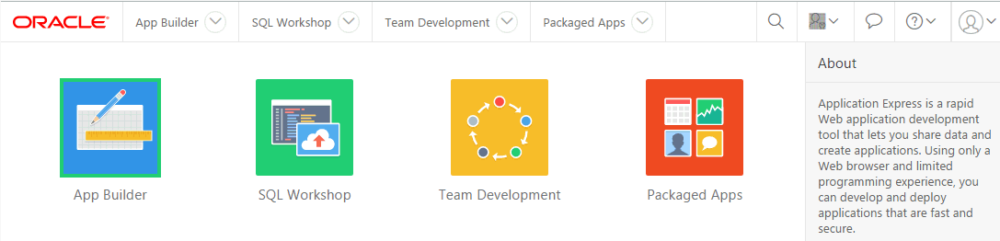 ORACLE App Builder SQL Workshop Team Development Packaged Apps
About
Application Express is a rapid
Web application development
tool that lets you share data and
create applications. Using only a
Web browser and limited
programming experience, you
can develop and deploy
applications that are fast and
secure.
App Builder SQL Workshop Team Development Packaged Apps